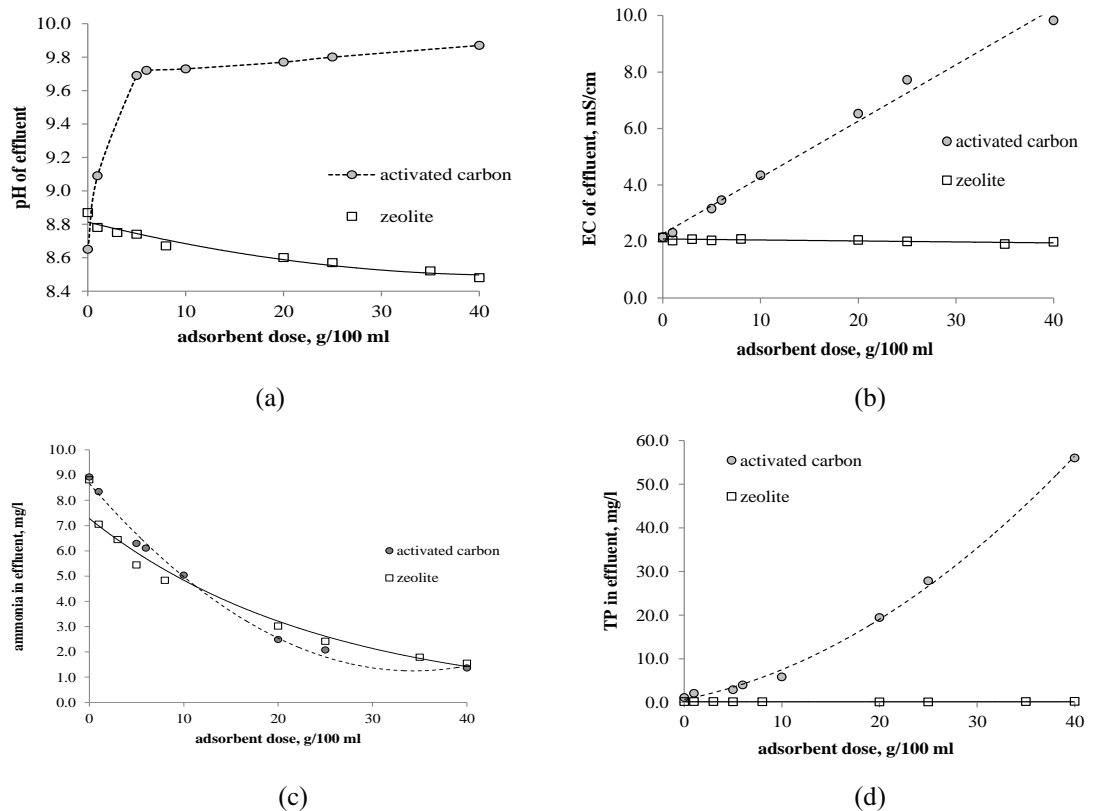 10.0
9.8
9.6
9.4
9.2
9.0
8.8
8.6
8.4
pH of effluent
activated carbon
zeolite
0
10
20
30
40
adsorbent dose, g/100 ml
(a)
10.0
8.0
6.0
4.0
2.0
0.0
EC of effluent, mS/cm
activated carbon
zeolite
0
10
20
30
40
adsorbent dose, g/100 ml
(b)
10.0
9.0
8.0
7.0
6.0
5.0
4.0
3.0
2.0
1.0
0.0
ammonia in effluent, mg/l
activated carbon
zeolite
0
10
20
30
40
adsorbent dose, g/100 ml
(c)
60.0
50.0
40.0
30.0
20.0
10.0
0.0
TP in effluent, mg/l
activated carbon
zeolite
0
10
20
30
40
adsorbent dose, g/100 ml
(d)